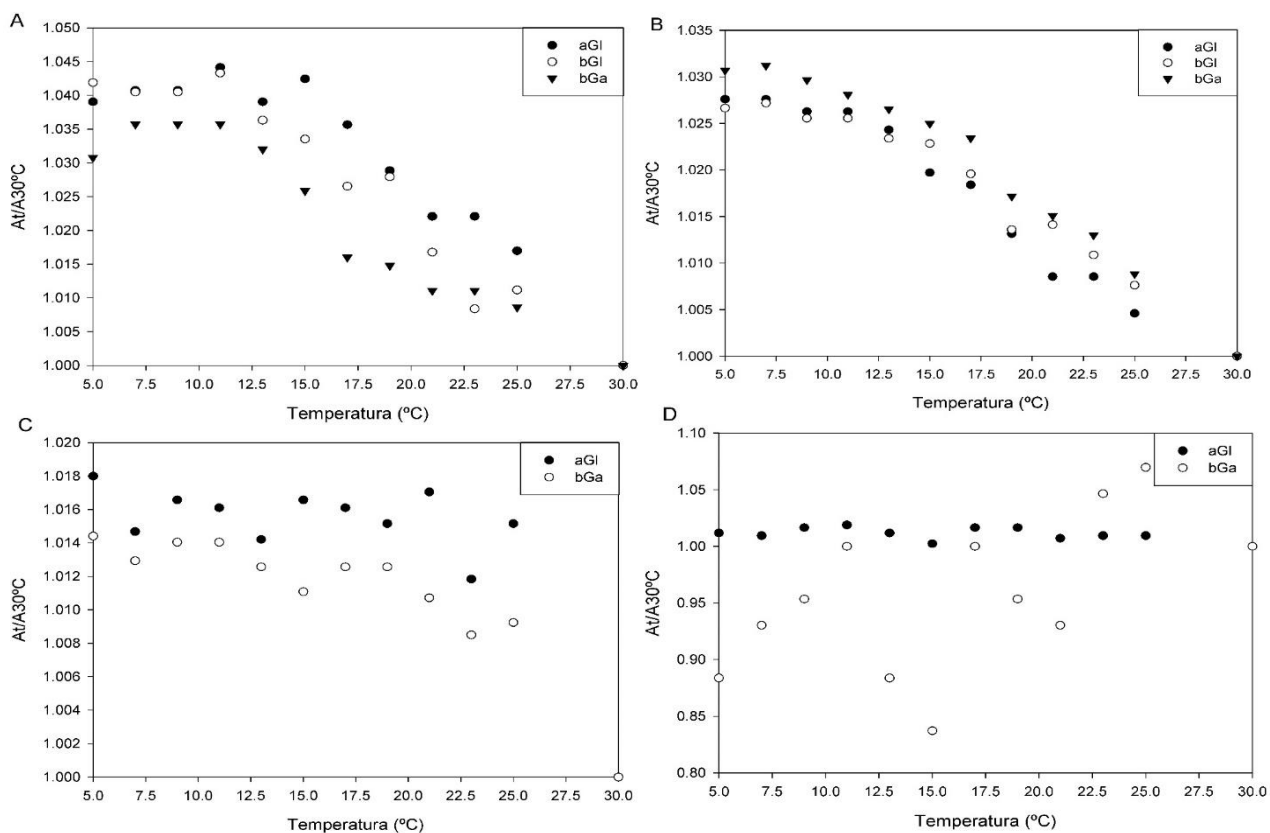 A
1.050
1.045
1.040
1.035
1.030
1.025
1.020
1.015
1.010
1.005
1.000
At/A30ºC
aGl
bGl
bGa
5.0 7.5 10.0 12.5 15.0 17.5 20.0 22.5 25.0 27.5 30.0
Temperatura (ºC)
B
1.035
1.030
1.025
1.020
1.015
1.010
1.005
1.000
At/A30ºC
aGl
bGl
bGa
5.0 7.5 10.0 12.5 15.0 17.5 20.0 22.5 25.0 27.5 30.0
Temperatura (ºC)
C
1.020
1.018
1.016
1.014
1.012
1.010
1.008
1.006
1.004
1.002
1.000
At/A30ºC
aGl
bGa
5.0 7.5 10.0 12.5 15.0 17.5 20.0 22.5 25.0 27.5 30.0
Temperatura (ºC)
D
1.10
1.05
1.00
0.95
0.90
0.85
0.80
At/A30ºC
aGl
bGa
5.0 7.5 10.0 12.5 15.0 17.5 20.0 22.5 25.0 27.5 30.0
Temperatura (ºC)